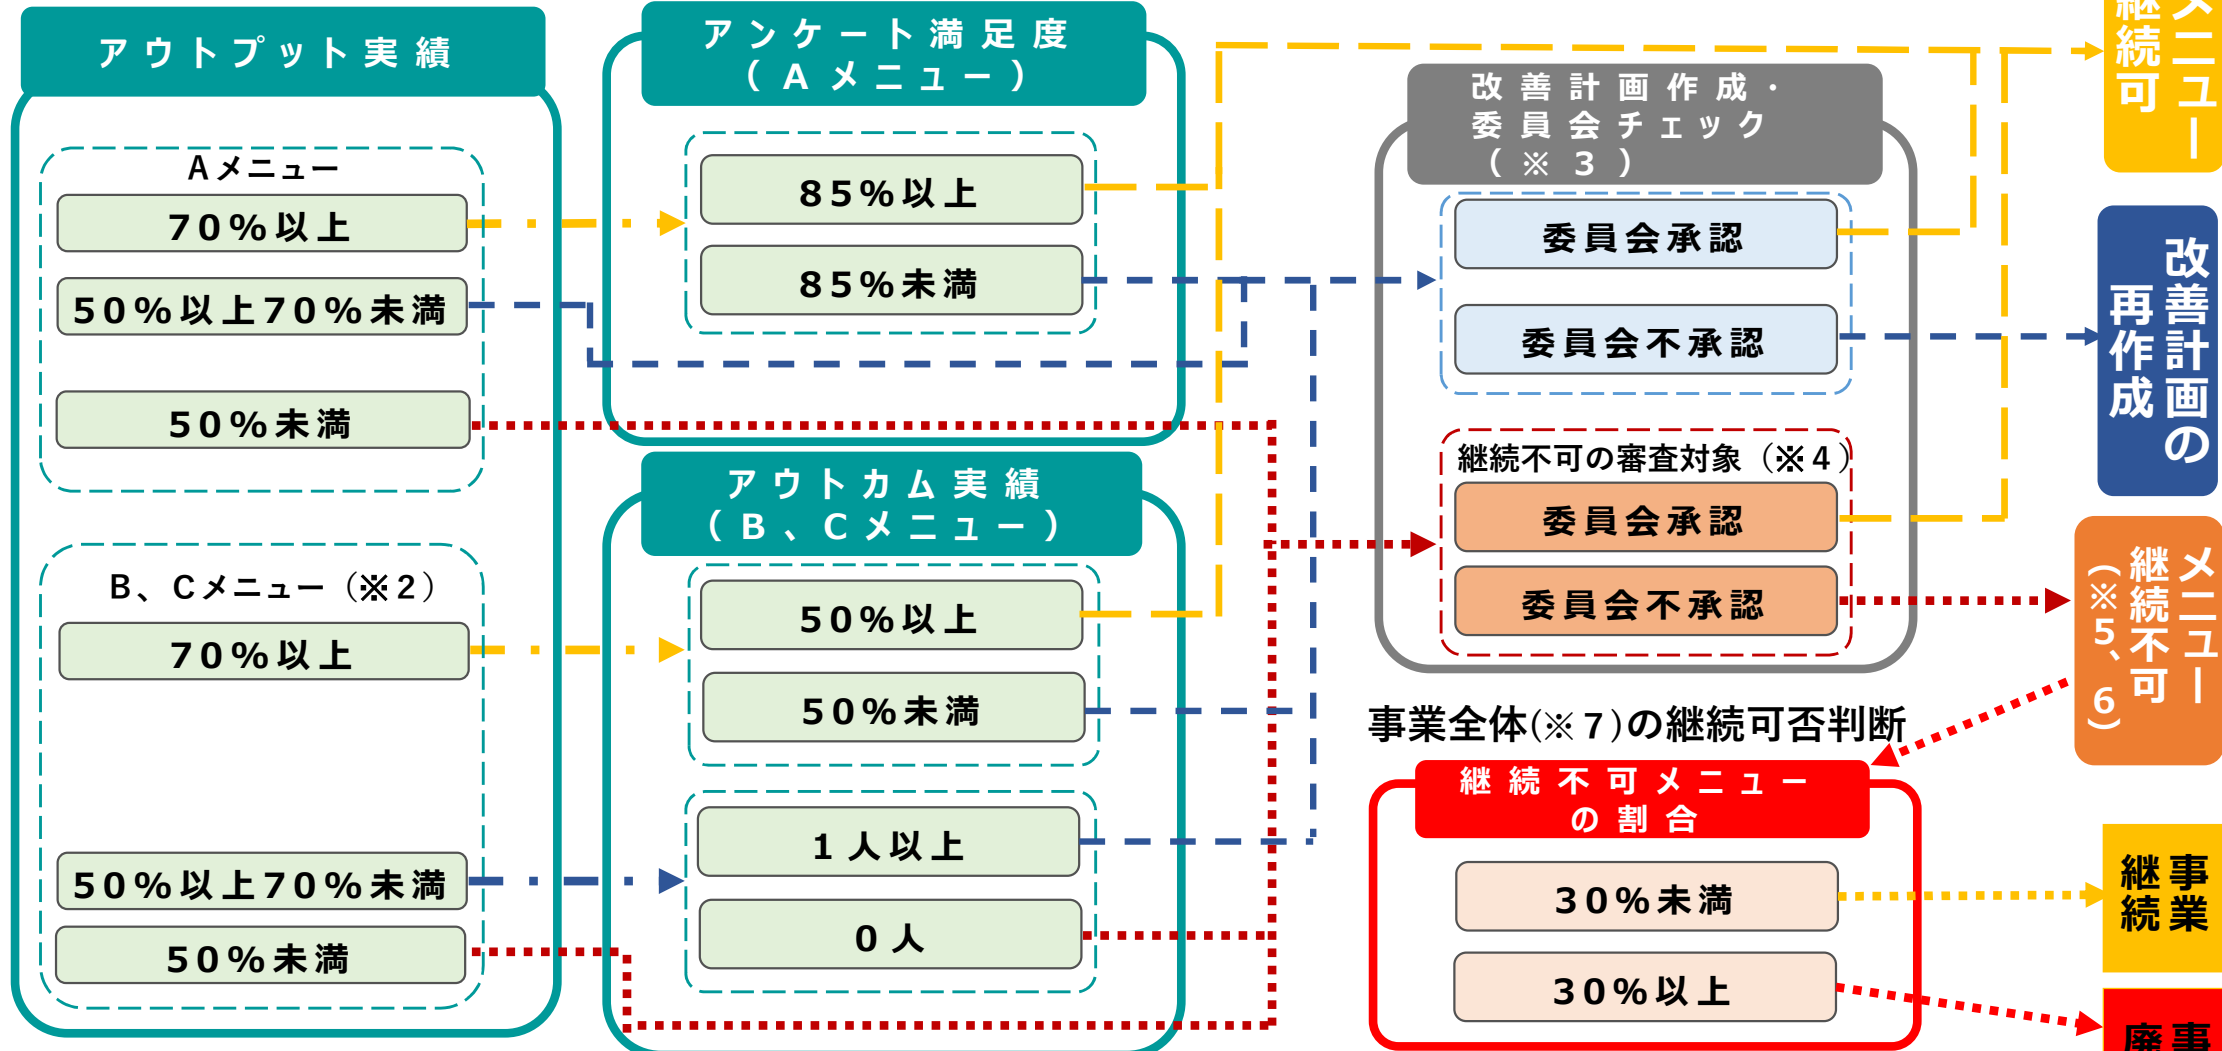 アウトプット実績
Aメニュー
70%以上
50%以上70%未満
50%未満
B、Cメニュー（※2）
70%以上
50%以上70%未満
50%未満
アンケート満足度
（Aメニュー）
85%以上
85%未満
アウトカム実績
（B、Cメニュー）
50%以上
50%未満
1人以上
0人
改善計画作成・
委員会チェック
（※3）
委員会承認
委員会不承認
継続不可の審査対象（※4）
委員会承認
委員会不承認
事業全体(※7)の継続可否判断
継続不可メニュー
の割合
30%未満
30%以上
メニュー
継続可
改善計画の
再作成
メニュー
継続不可
(※5、6)
事業
継続
事
廃